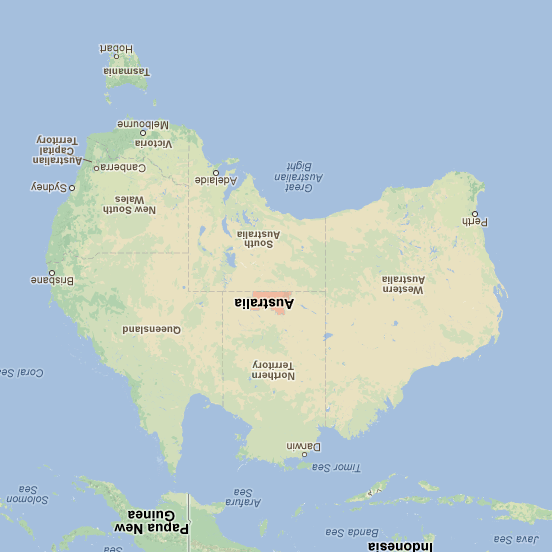 Hobart
Tasmania
Melbourne
Victoria
Australian
Capital
Territory
Canberra
Adelaide
Great
Australian
Bight
Sydney
New South
Wales
Perth
South
Australia
Brisbane
Western
Australia
Australia
Queensland
Northern
Territory
Coral Sea
Darwin
Timor Sea
Solomon
Sea
Arafura
Sea
Papua New
Guinea
Banda Sea
Java Sea
Indonesia